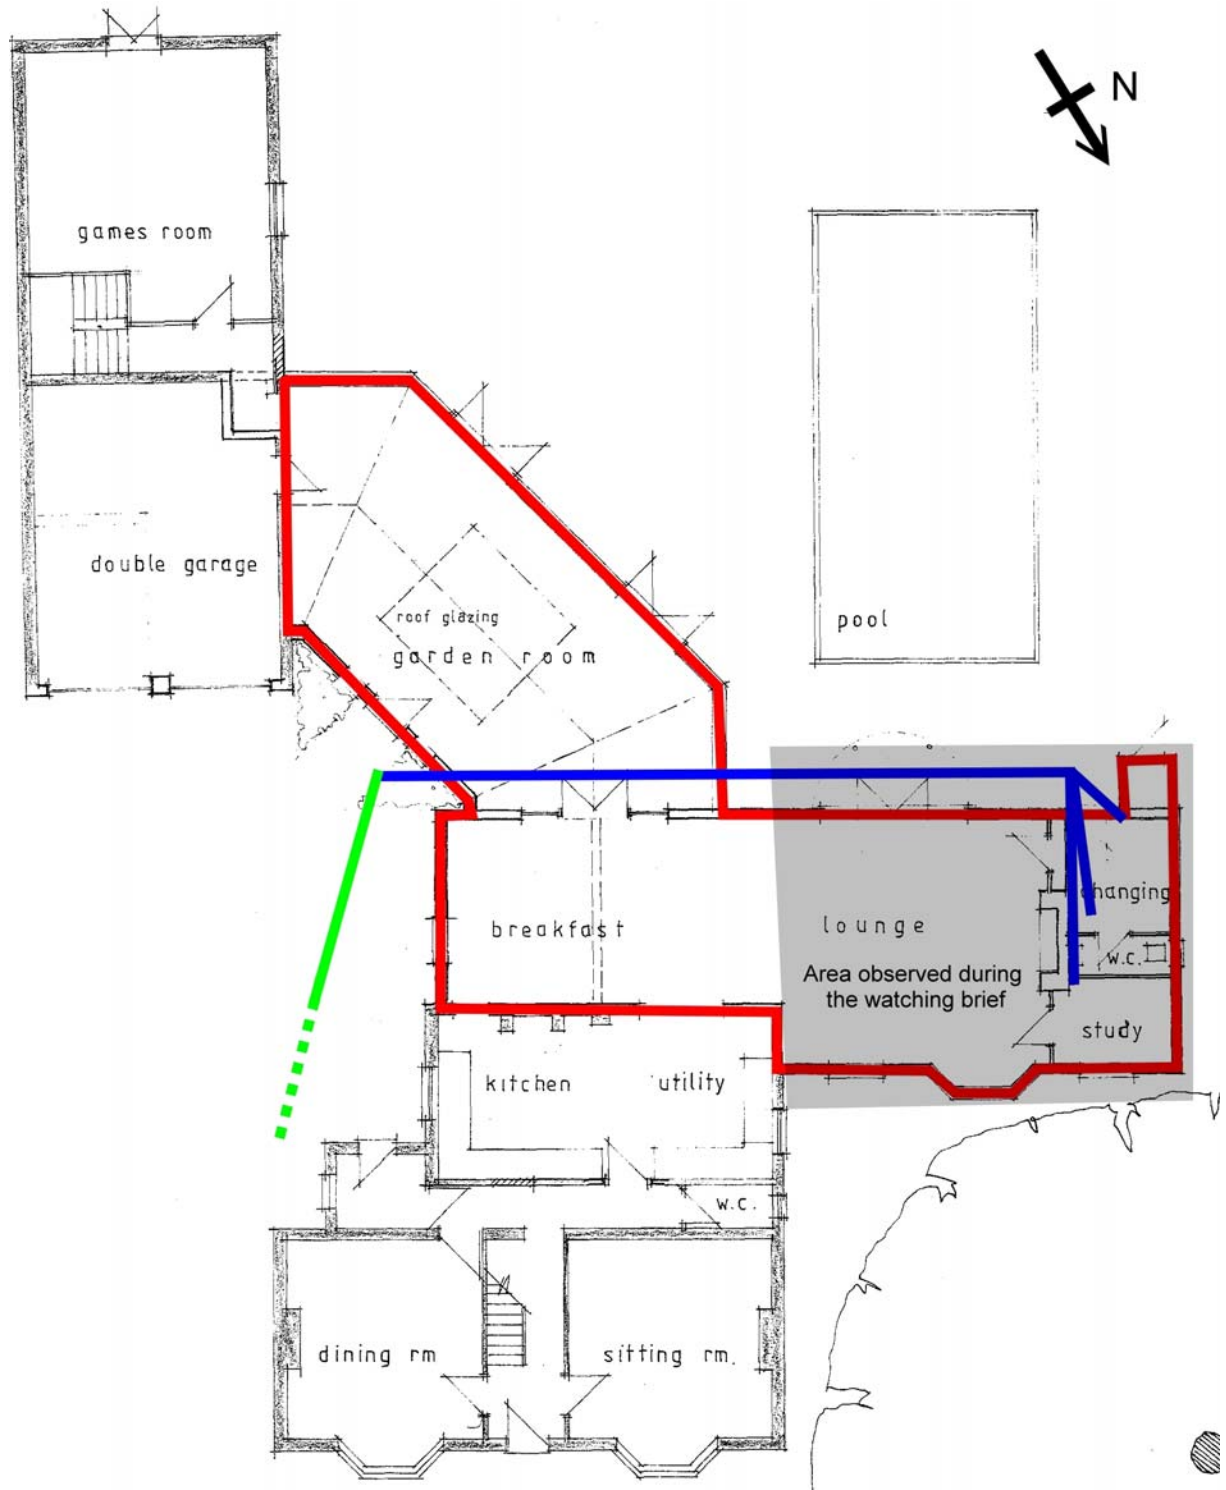 N
games room
double garage
roof glazing
garden room
pool
breakfast
lounge
changing
W.C.
Area observed during
the watching brief
study
kitchen
utility
W.C.
dining rm
sitting rm.